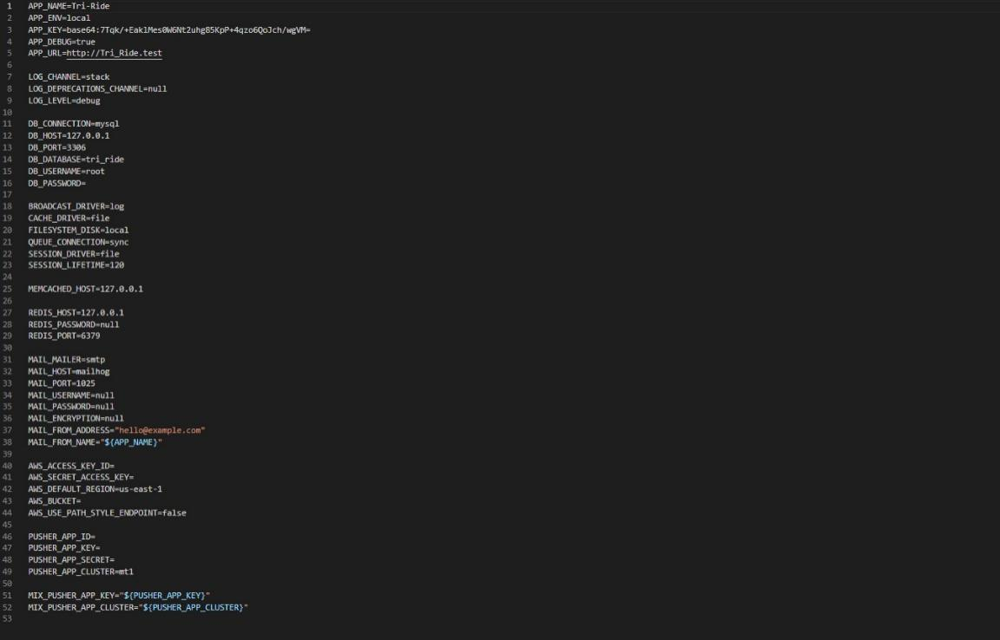 1 APP_NAME=Tri-Ride
2 APP_ENV=local
3 APP_KEY=base64:7Tqk/+EaklMes0W6Nt2uhg85KpP+4qzo6QoJch/wgVM=
4 APP_DEBUG=true
5 APP_URL=http://Tri_Ride.test
6
7 LOG_CHANNEL=stack
8 LOG_DEPRECATIONS_CHANNEL=null
9 LOG_LEVEL=debug
10
11 DB_CONNECTION=mysql
12 DB_HOST=127.0.0.1
13 DB_PORT=3306
14 DB_DATABASE=tri_ride
15 DB_USERNAME=root
16 DB_PASSWORD=
17
18 BROADCAST_DRIVER=log
19 CACHE_DRIVER=file
20 FILESYSTEM_DISK=local
21 QUEUE_CONNECTION=sync
22 SESSION_DRIVER=file
23 SESSION_LIFETIME=120
24
25 MEMCACHED_HOST=127.0.0.1
26
27 REDIS_HOST=127.0.0.1
28 REDIS_PASSWORD=null
29 REDIS_PORT=6379
30
31 MAIL_MAILER=smtp
32 MAIL_HOST=mailhog
33 MAIL_PORT=1025
34 MAIL_USERNAME=null
35 MAIL_PASSWORD=null
36 MAIL_ENCRYPTION=null
37 MAIL_FROM_ADDRESS="hello@example.com"
38 MAIL_FROM_NAME="${APP_NAME}"
39
40 AWS_ACCESS_KEY_ID=
41 AWS_SECRET_ACCESS_KEY=
42 AWS_DEFAULT_REGION=us-east-1
43 AWS_BUCKET=
44 AWS_USE_PATH_STYLE_ENDPOINT=false
45
46 PUSHER_APP_ID=
47 PUSHER_APP_KEY=
48 PUSHER_APP_SECRET=
49 PUSHER_APP_CLUSTER=mt1
50
51 MIX_PUSHER_APP_KEY="${PUSHER_APP_KEY}"
52 MIX_PUSHER_APP_CLUSTER="${PUSHER_APP_CLUSTER}"
53